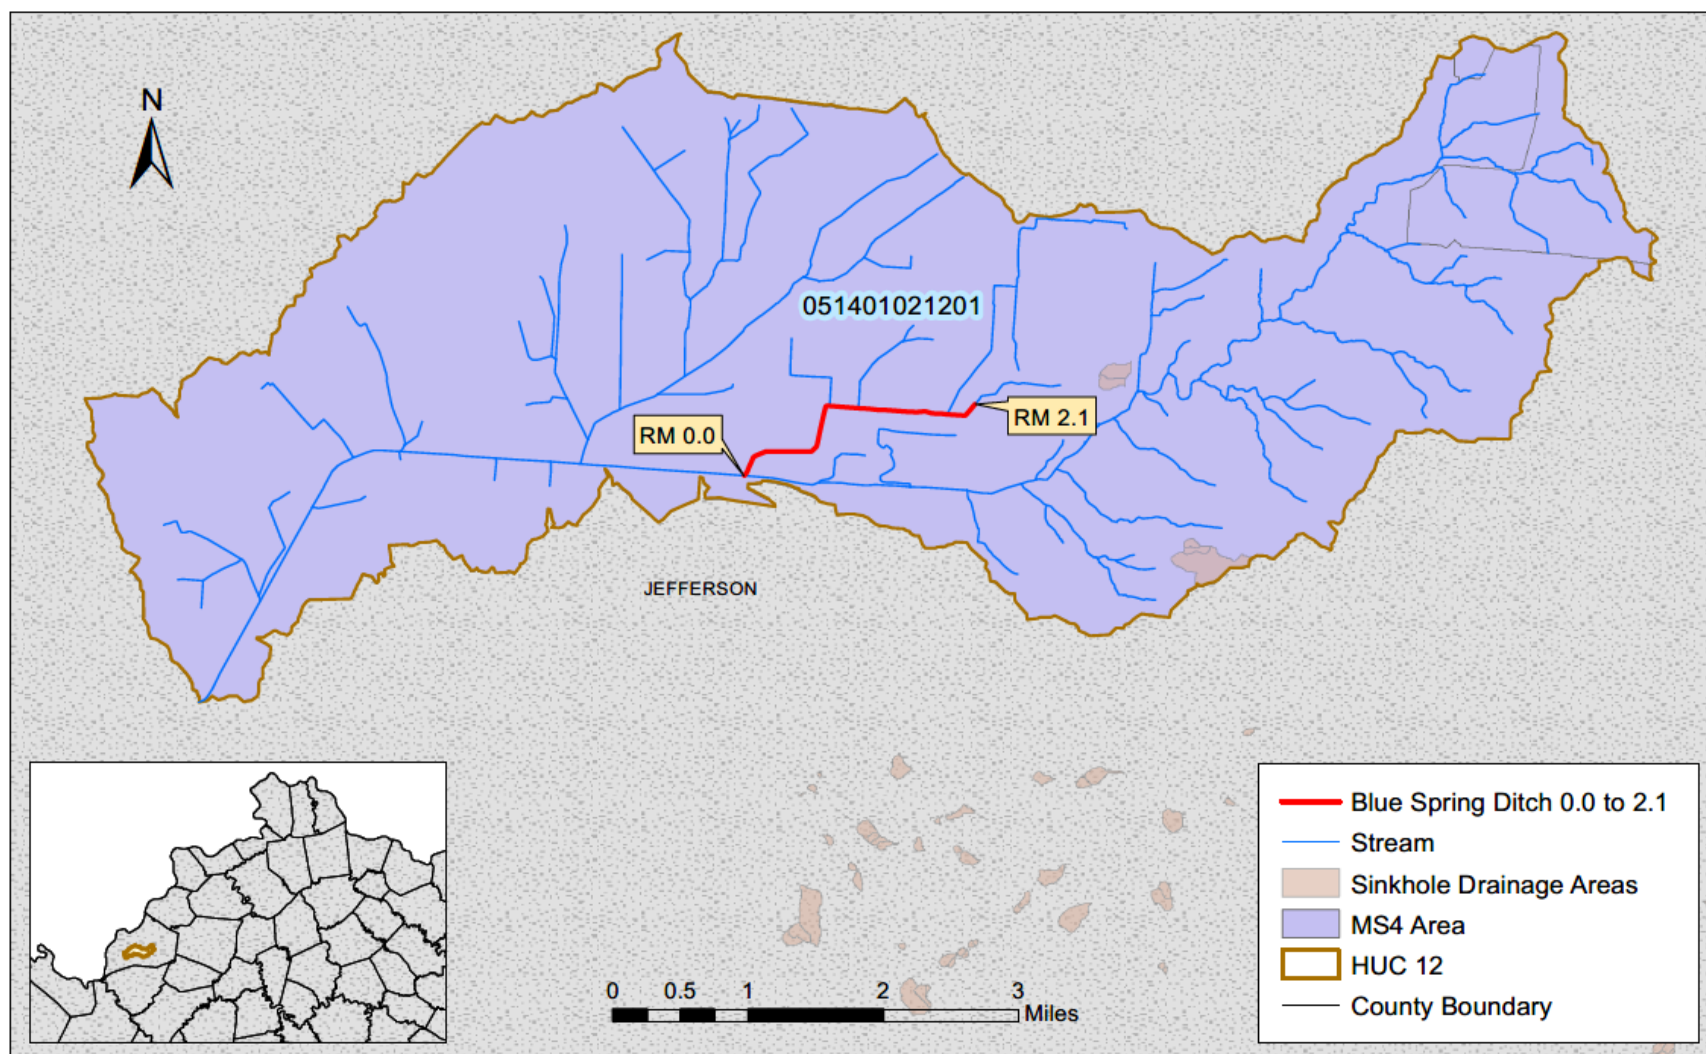 N
051401021201
RM 0.0
RM 2.1
JEFFERSON
Blue Spring Ditch 0.0 to 2.1
Stream
Sinkhole Drainage Areas
MS4 Area
HUC 12
County Boundary
0 0.5 1 2 3
Miles